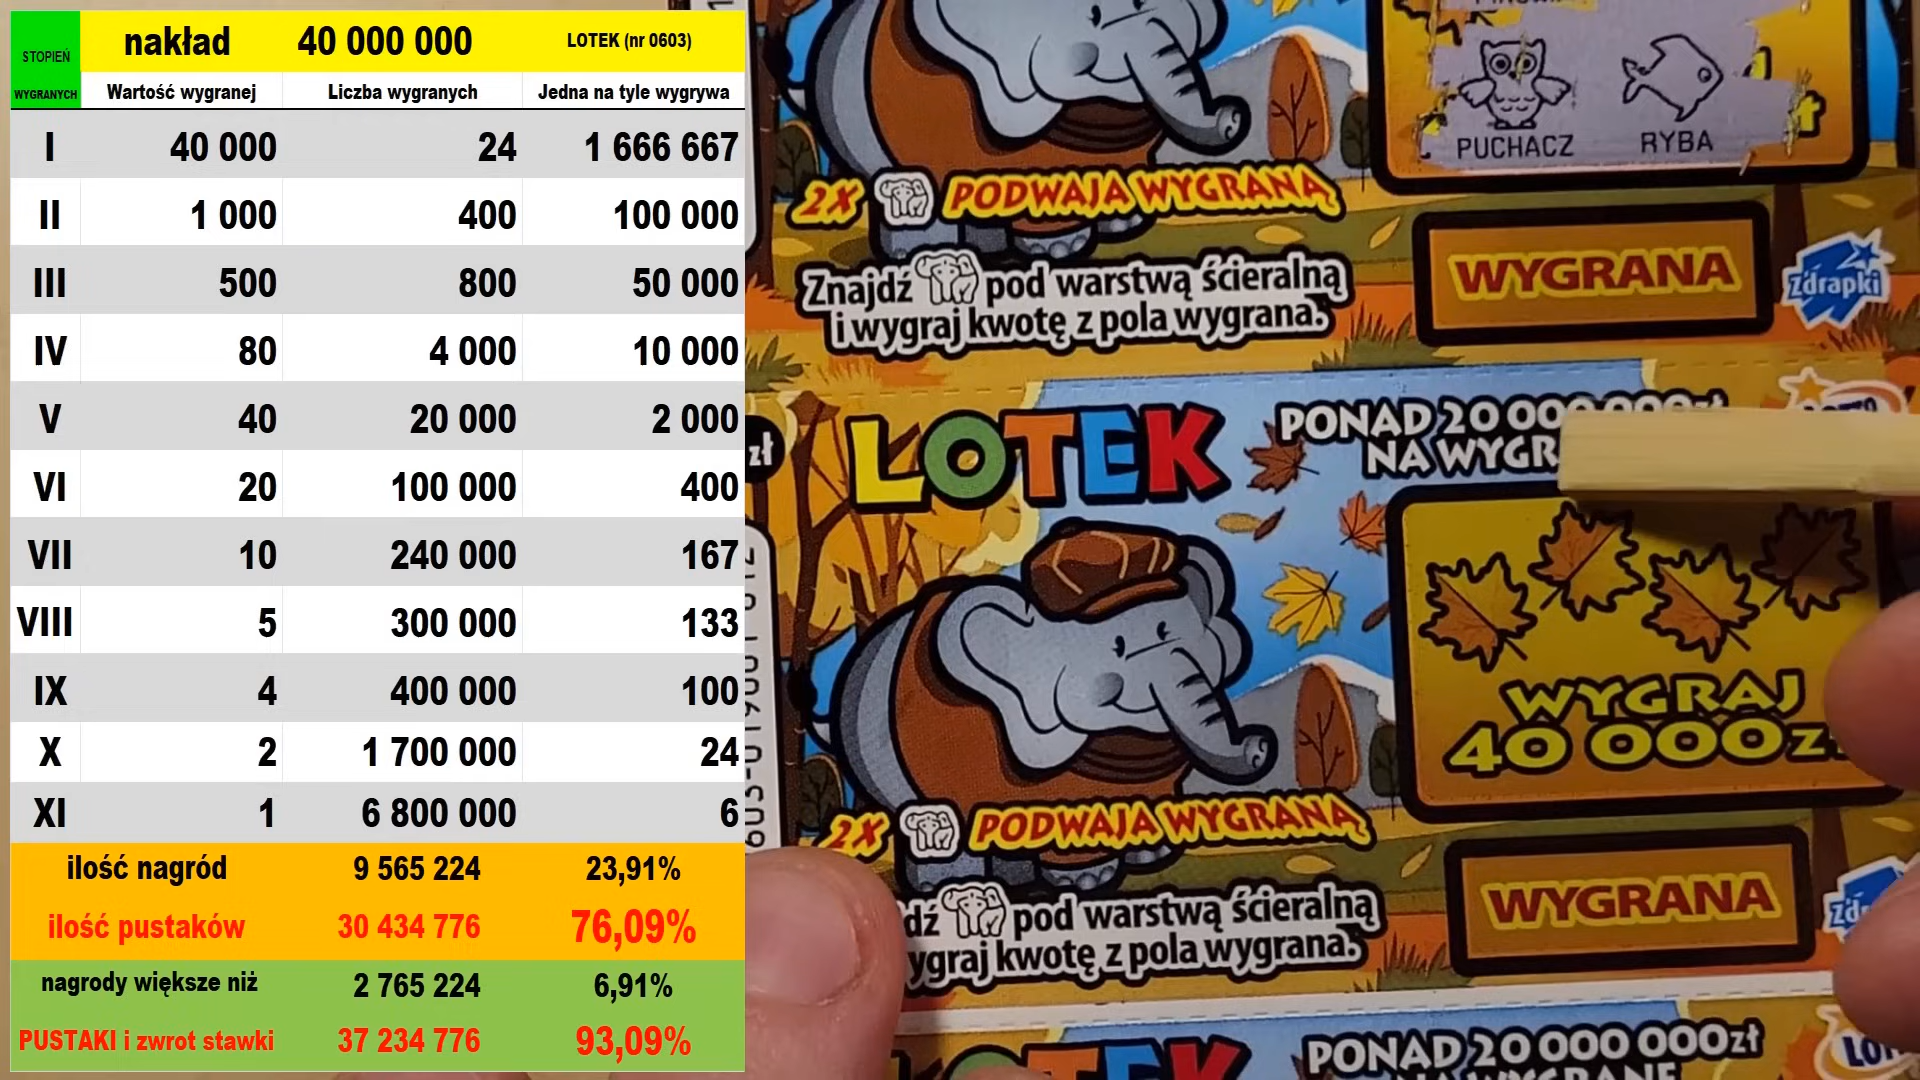 STOPIEŃ
WYGRANYCH
nakład 40 000 000 LOTEK (nr 0603)
Wartość wygranej Liczba wygranych Jedna na tyle wygrywa
I 40 000 24 1 666 667
II 1 000 400 100 000
III 500 800 50 000
IV 80 4 000 10 000
V 40 20 000 2 000
VI 20 100 000 400
VII 10 240 000 167
VIII 5 300 000 133
IX 4 400 000 100
X 2 1 700 000 24
XI 1 6 800 000 6
ilość nagród 9 565 224 23,91%
ilość pustaków 30 434 776 76,09%
nagrody większe niż 2 765 224 6,91%
PUSTAKI i zwrot stawki 37 234 776 93,09%
PUCHACZ RYBA
2X PODWAJA WYGRANĄ
Znajdź pod warstwą ścieralną
i wygraj kwotę z pola wygrana.
WYGRANA
Zdrapki
zł
LOTEK
PONAD 20 000 000zł
NA WYGR
WYGRAJ
40 000z
2X PODWAJA WYGRANĄ
dź pod warstwą ścieralną
ygraj kwotę z pola wygrana.
WYGRANA
Zd
PONAD 20 000 000zł
NA WYGRANE